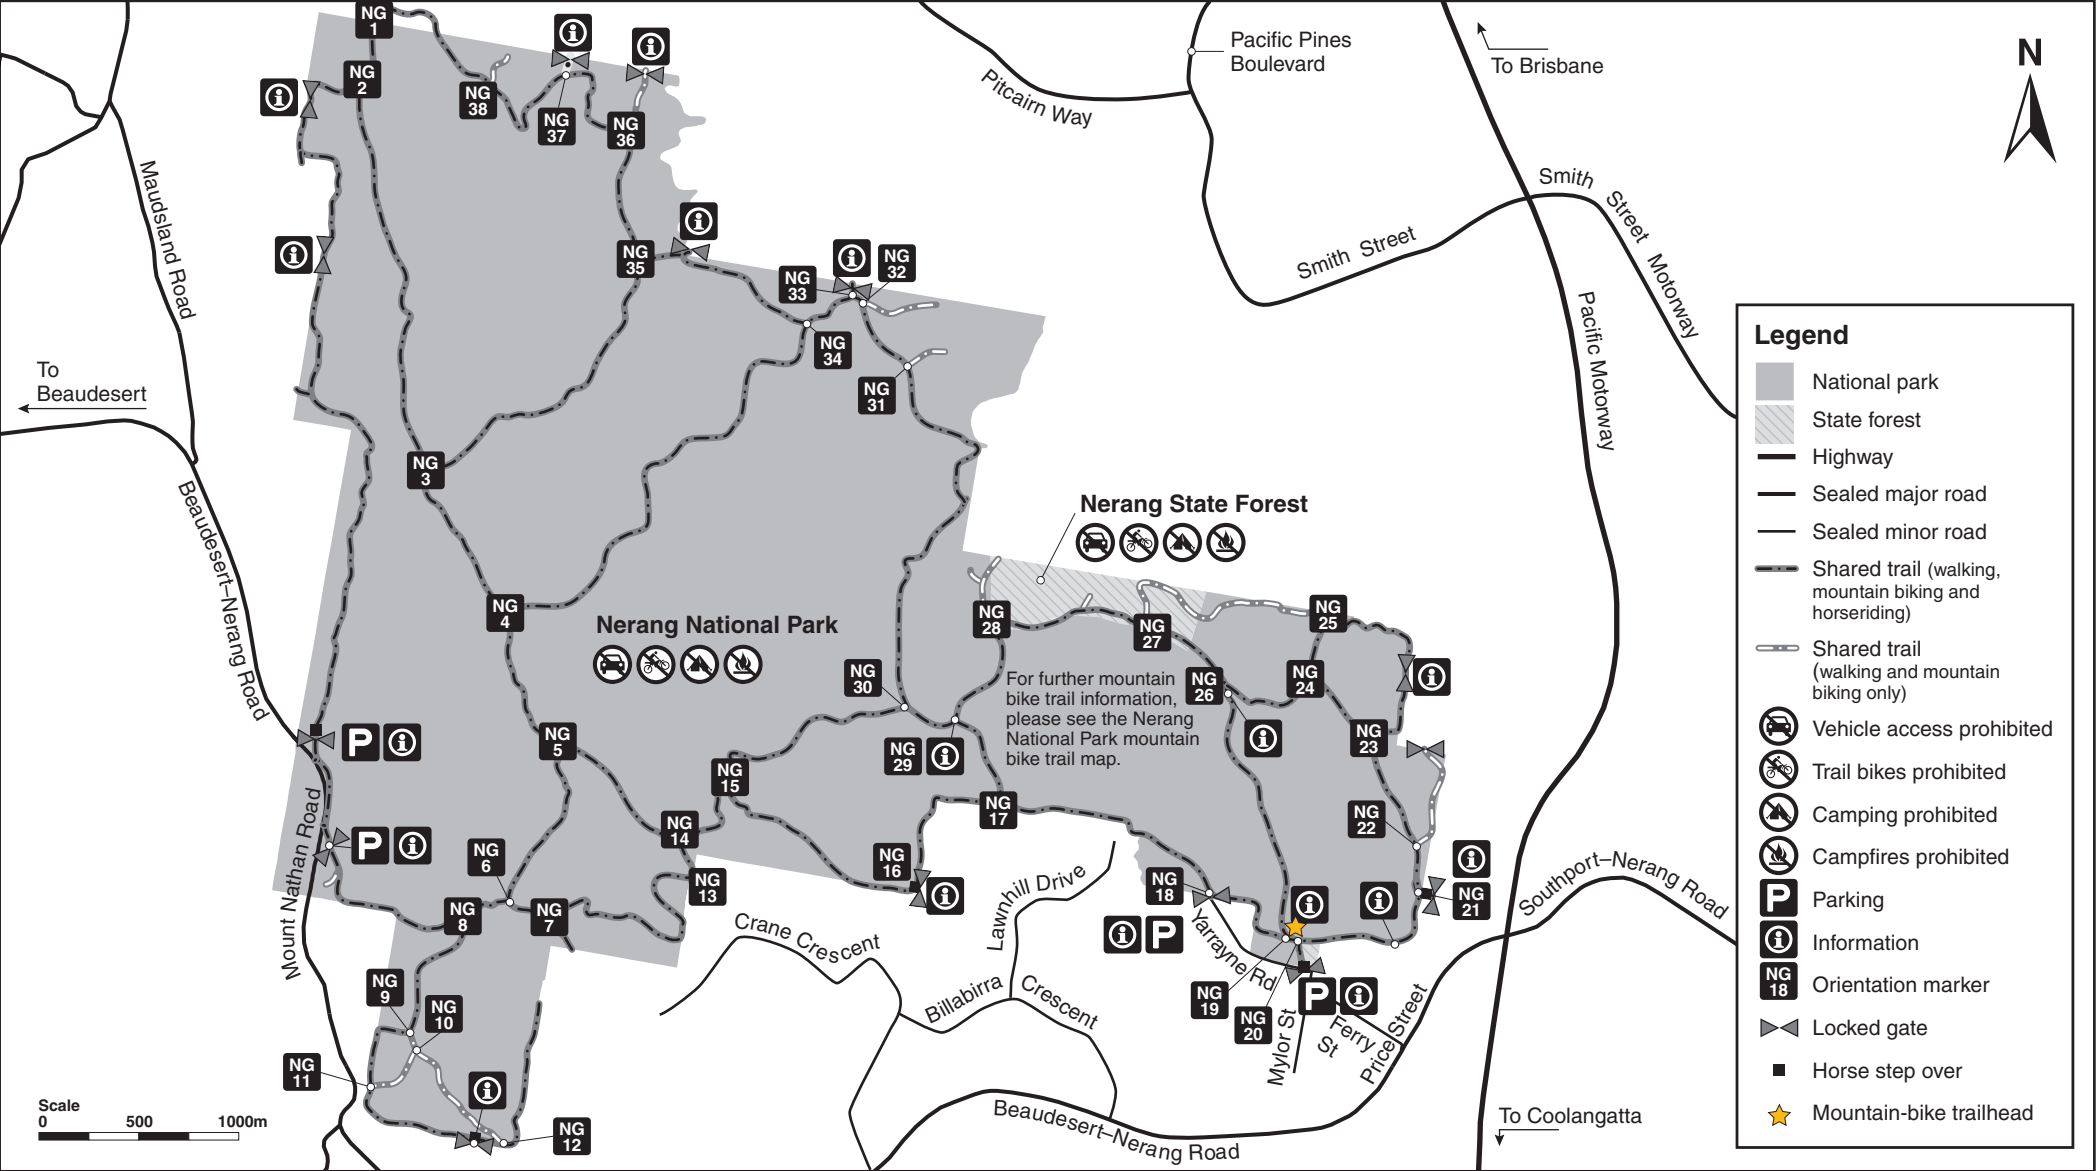 NG
1
NG
2
NG
38
NG
37
NG
36
Pacific Pines
Boulevard
To Brisbane
N
Pitcairn Way
Maudsland Road
Smith Street Motorway
Smith Street
NG
35
NG
33
NG
32
NG
34
NG
31
Pacific Motorway
To
Beaudesert
NG
3
Beaudesert–Nerang Road
Nerang State Forest
NG
4
Nerang National Park
NG
28
NG
27
NG
25
NG
30
For further mountain
bike trail information,
please see the Nerang
National Park mountain
bike trail map.
NG
26
NG
24
P
NG
5
NG
29
NG
23
NG
15
NG
17
NG
14
NG
22
P
Mount Nathan Road
NG
6
NG
16
NG
13
NG
18
NG
21
NG
8
NG
7
P
Lawnhill Drive
Crane Crescent
Yarrayne Rd
Southport–Nerang Road
NG
9
NG
10
Billabirra Crescent
NG
19
NG
20
P
Mylor St
Ferry
St
Price Street
NG
11
NG
12
Beaudesert–Nerang Road
To Coolangatta
Scale
0 500 1000m
Legend
National park
State forest
Highway
Sealed major road
Sealed minor road
Shared trail (walking,
mountain biking and
horseriding)
Shared trail
(walking and mountain
biking only)
Vehicle access prohibited
Trail bikes prohibited
Camping prohibited
Campfires prohibited
P Parking
Information
NG
18
Orientation marker
Locked gate
Horse step over
Mountain-bike trailhead